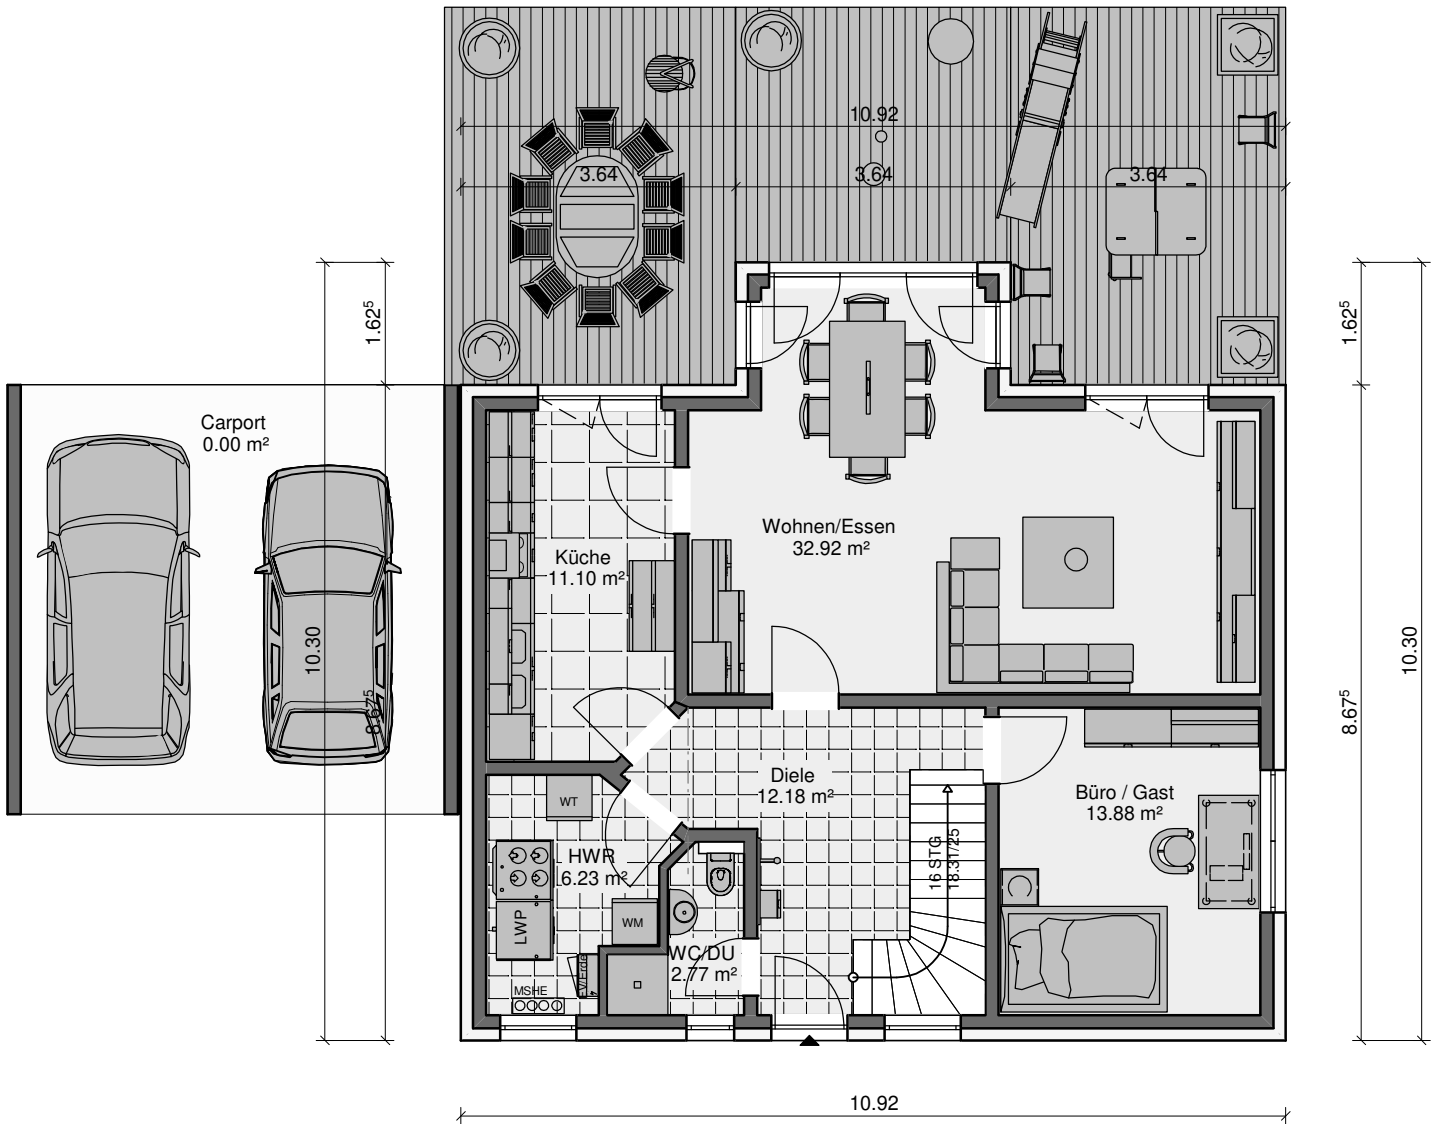 10.92
3.64
3.64
3.64
1.62⁵
1.62⁵
Carport
0.00 m²
Wohnen/Essen
32.92 m²
Küche
11.10 m²
10.30
8.67⁵
10.30
8.67⁵
Diele
12.18 m²
Büro / Gast
13.88 m²
WT
HWR
6.23 m²
16 STG
18.31/25
LWP
WM
WC/DU
2.77 m²
MSHE
10.92